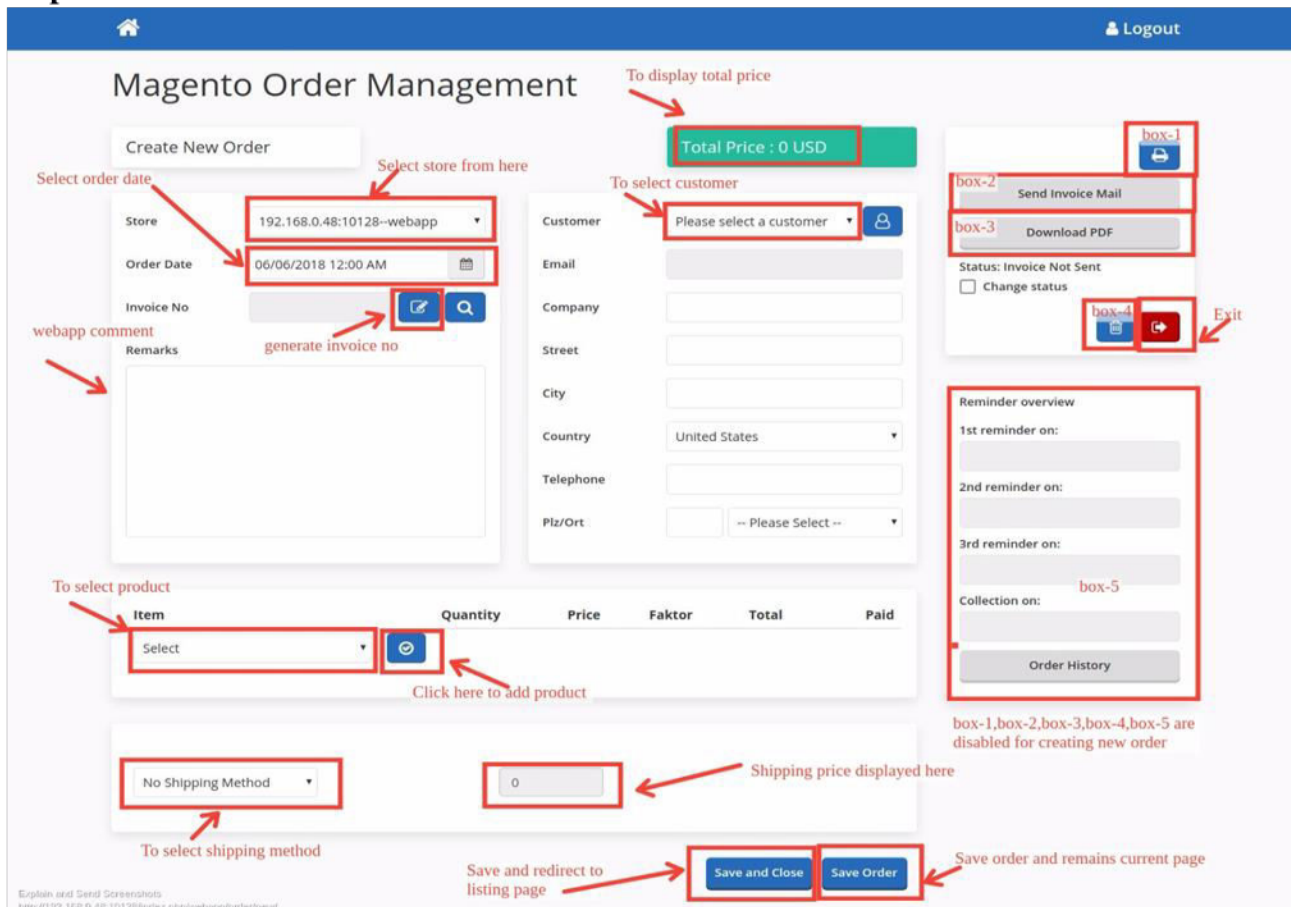 Logout
Magento Order Management
To display total price
Create New Order
Total Price : 0 USD
box-1
Select store from here
Select order date
To select customer
box-2
Send Invoice Mail
Store
192.168.0.48:10128--webapp
Customer
Please select a customer
box-3
Download PDF
Order Date
06/06/2018 12:00 AM
Email
Status: Invoice Not Sent
Change status
Invoice No
Company
box-4
Exit
webapp comment
generate invoice no
Remarks
Street
City
Reminder overview
Country
United States
1st reminder on:
Telephone
2nd reminder on:
Plz/Ort
-- Please Select --
3rd reminder on:
To select product
box-5
Item
Quantity
Price
Faktor
Total
Paid
Collection on:
Select
Order History
Click here to add product
box-1,box-2,box-3,box-4,box-5 are
disabled for creating new order
No Shipping Method
0
Shipping price displayed here
To select shipping method
Save and redirect to
listing page
Save and Close
Save Order
Save order and remains current page
Explain and Send Screenshots